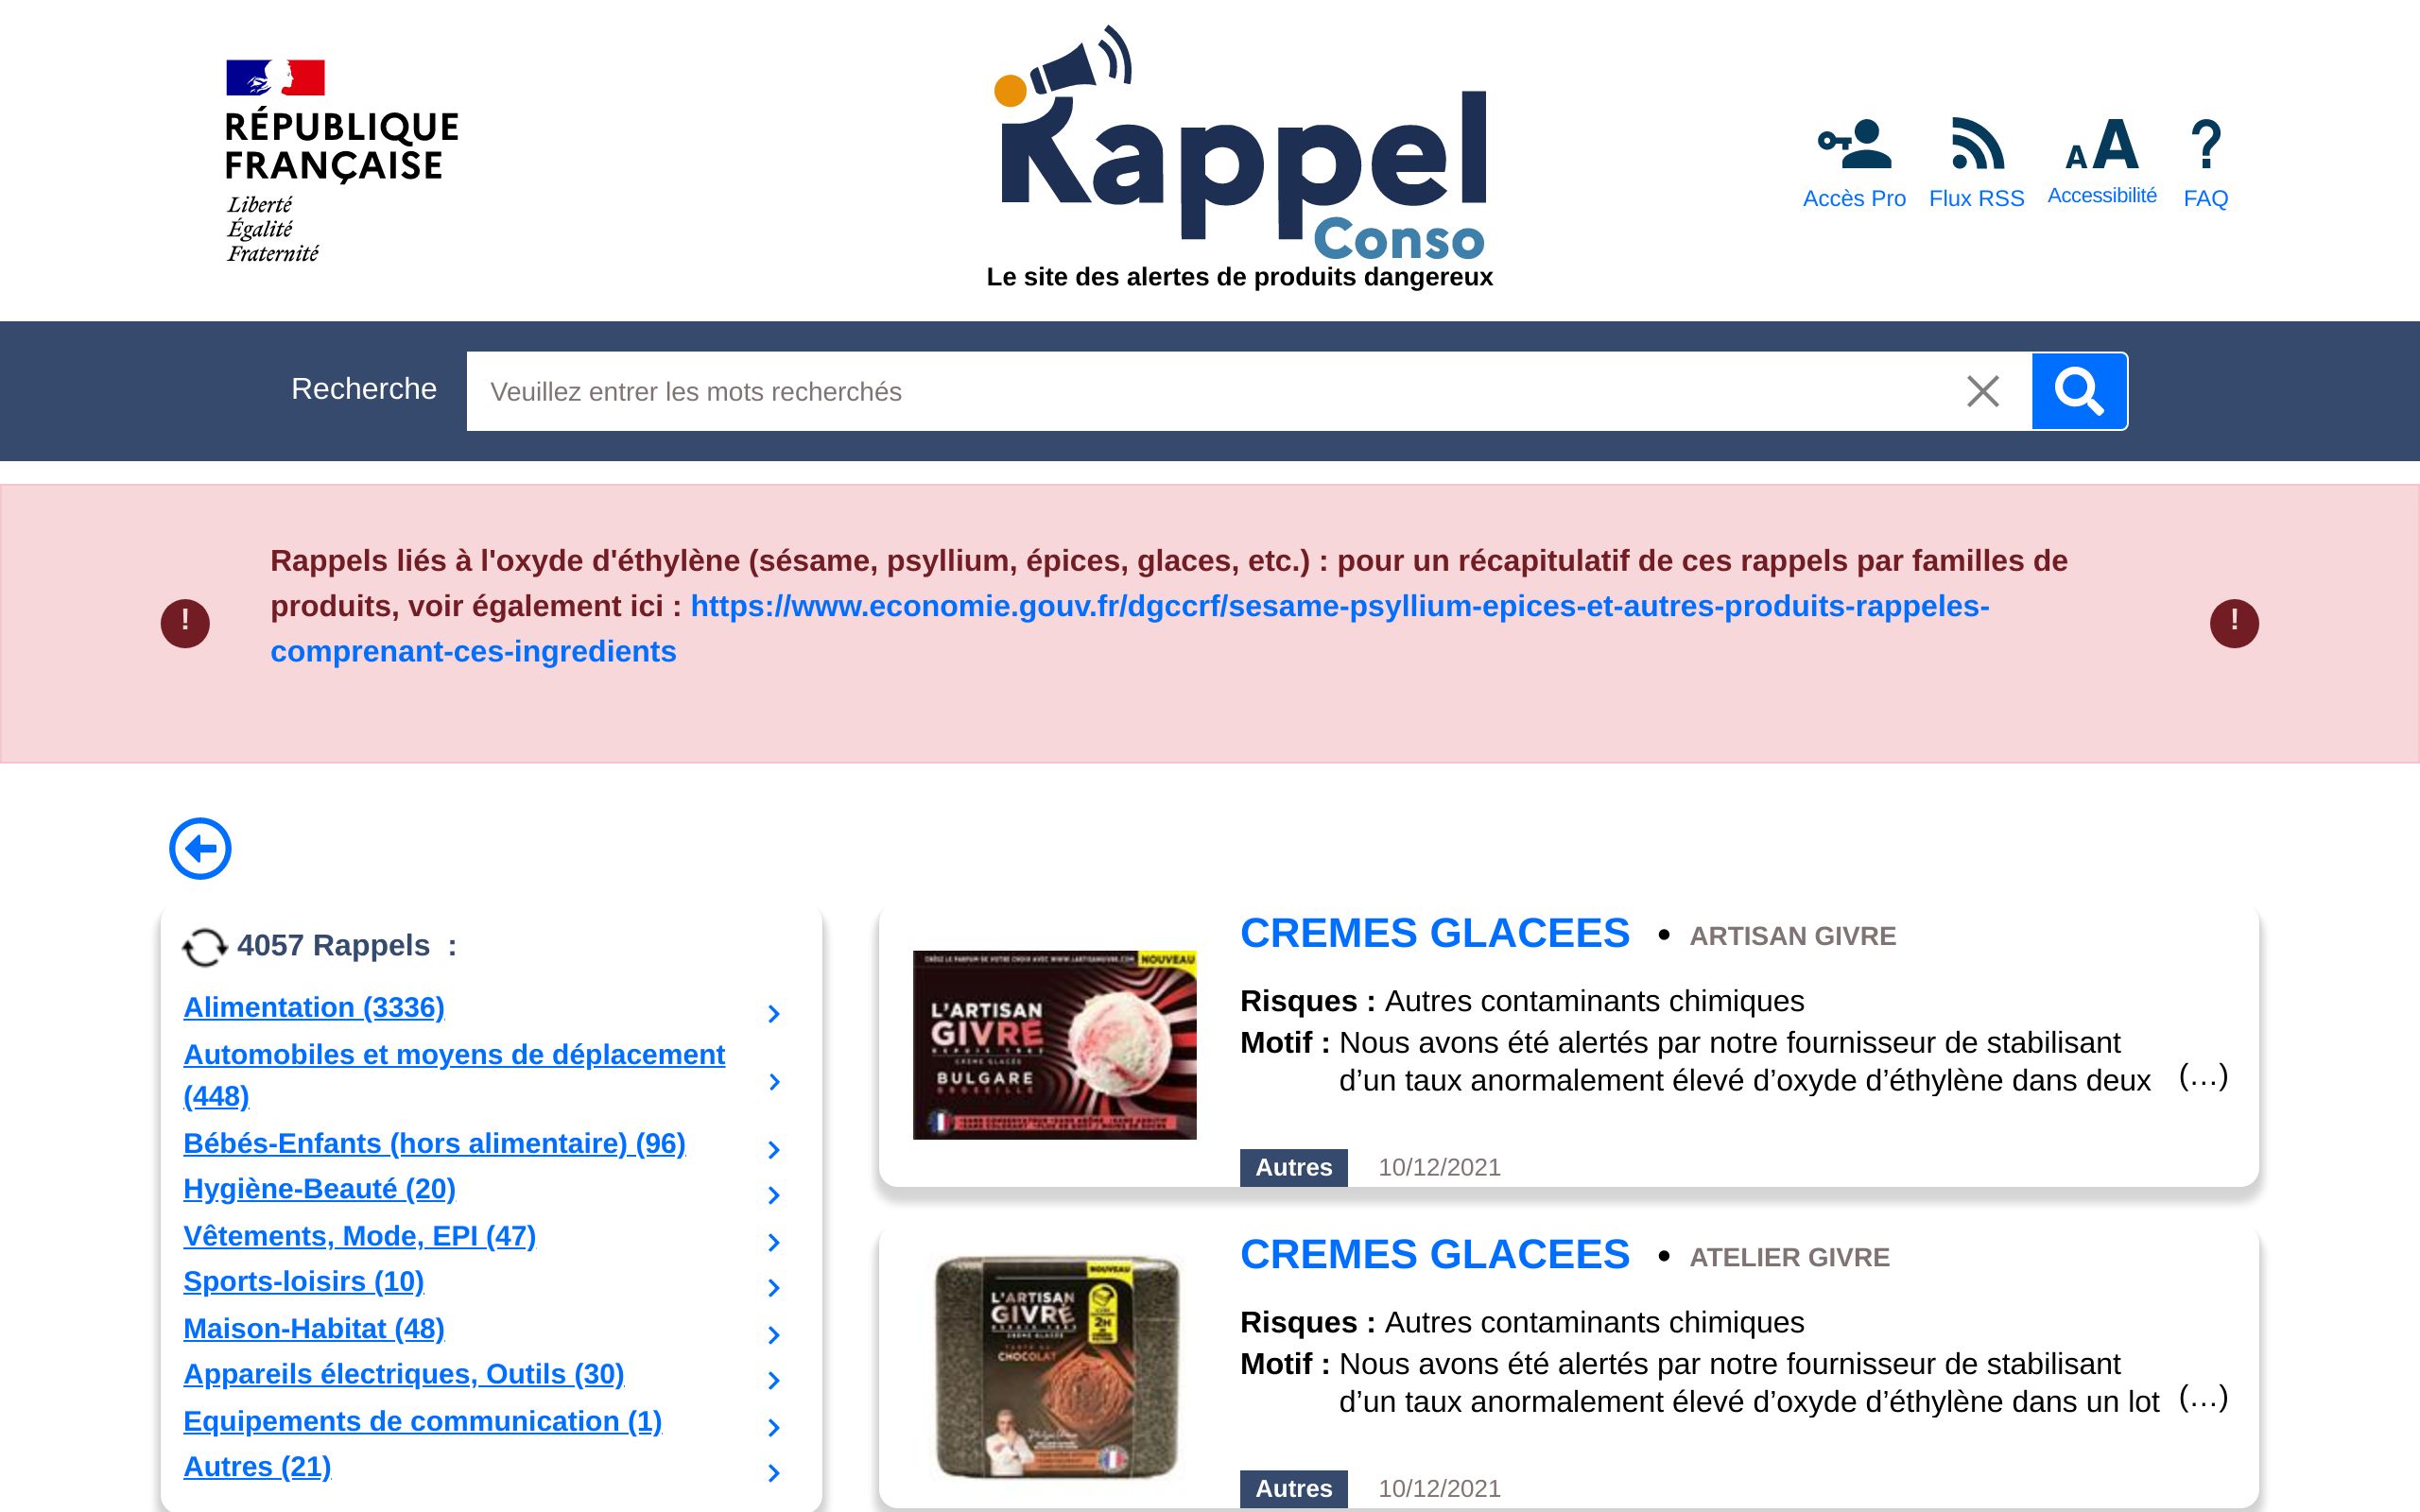 RÉPUBLIQUE
FRANÇAISE
Liberté
Égalité
Fraternité
Rappel
Conso
Le site des alertes de produits dangereux
Accès Pro
Flux RSS
AA
Accessibilité
?
FAQ
Recherche
Veuillez entrer les mots recherchés
Rappels liés à l'oxyde d'éthylène (sésame, psyllium, épices, glaces, etc.) : pour un récapitulatif de ces rappels par familles de
! produits, voir également ici : https://www.economie.gouv.fr/dgccrf/sesame-psyllium-epices-et-autres-produits-rappeles- !
comprenant-ces-ingredients
4057 Rappels :
Alimentation (3336)
Automobiles et moyens de déplacement
(448)
Bébés-Enfants (hors alimentaire) (96)
Hygiène-Beauté (20)
Vêtements, Mode, EPI (47)
Sports-loisirs (10)
Maison-Habitat (48)
Appareils électriques, Outils (30)
Equipements de communication (1)
Autres (21)
NOUVEAU
L'ARTISAN
GIVRÉ
CRÈME GLACÉE
BULGARE
CREMES GLACEES • ARTISAN GIVRE
Risques : Autres contaminants chimiques
Motif : Nous avons été alertés par notre fournisseur de stabilisant
d’un taux anormalement élevé d’oxyde d’éthylène dans deux (…)
Autres 10/12/2021
NOUVEAU
L'ARTISAN
GIVRÉ
CRÈME GLACÉE
2H
CHOCOLAT
CREMES GLACEES • ATELIER GIVRE
Risques : Autres contaminants chimiques
Motif : Nous avons été alertés par notre fournisseur de stabilisant
d’un taux anormalement élevé d’oxyde d’éthylène dans un lot (…)
Autres 10/12/2021